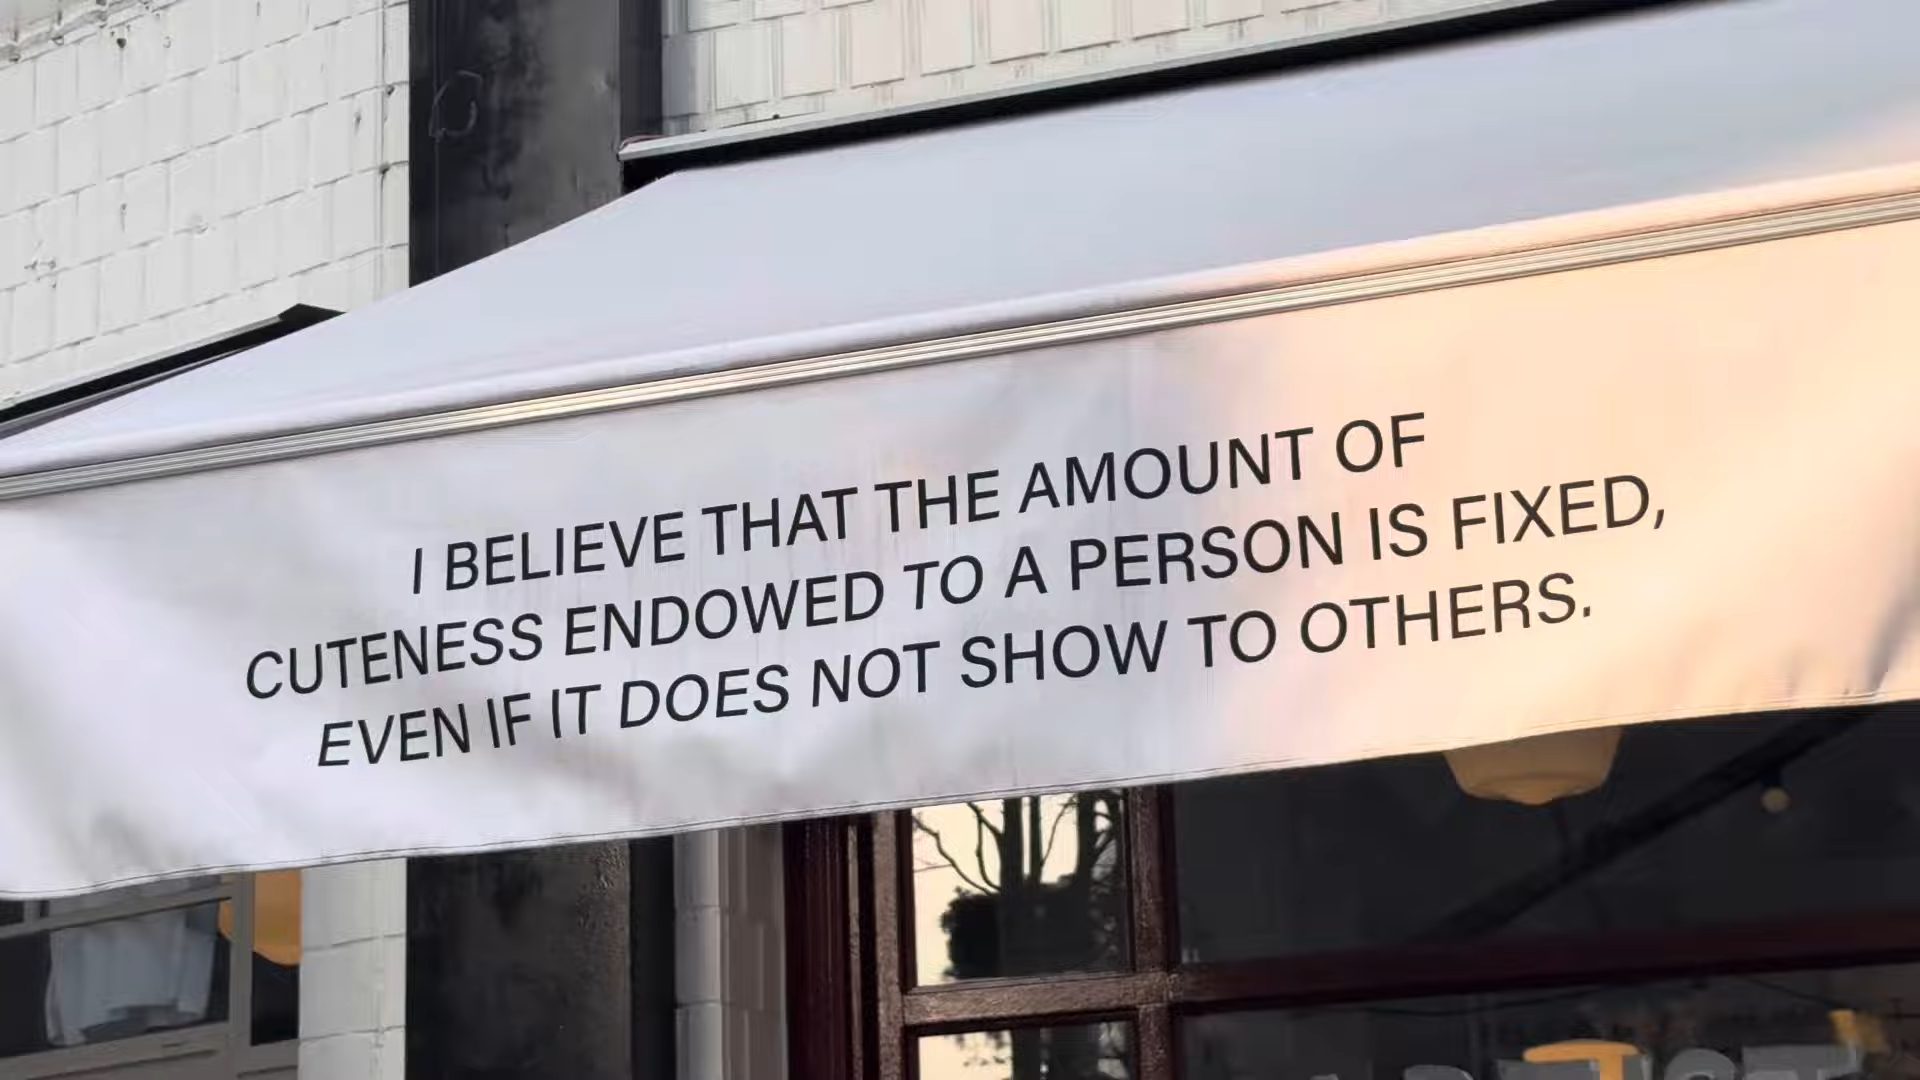 I BELIEVE THAT THE AMOUNT OF
CUTENESS ENDOWED TO A PERSON IS FIXED,
EVEN IF IT DOES NOT SHOW TO OTHERS.